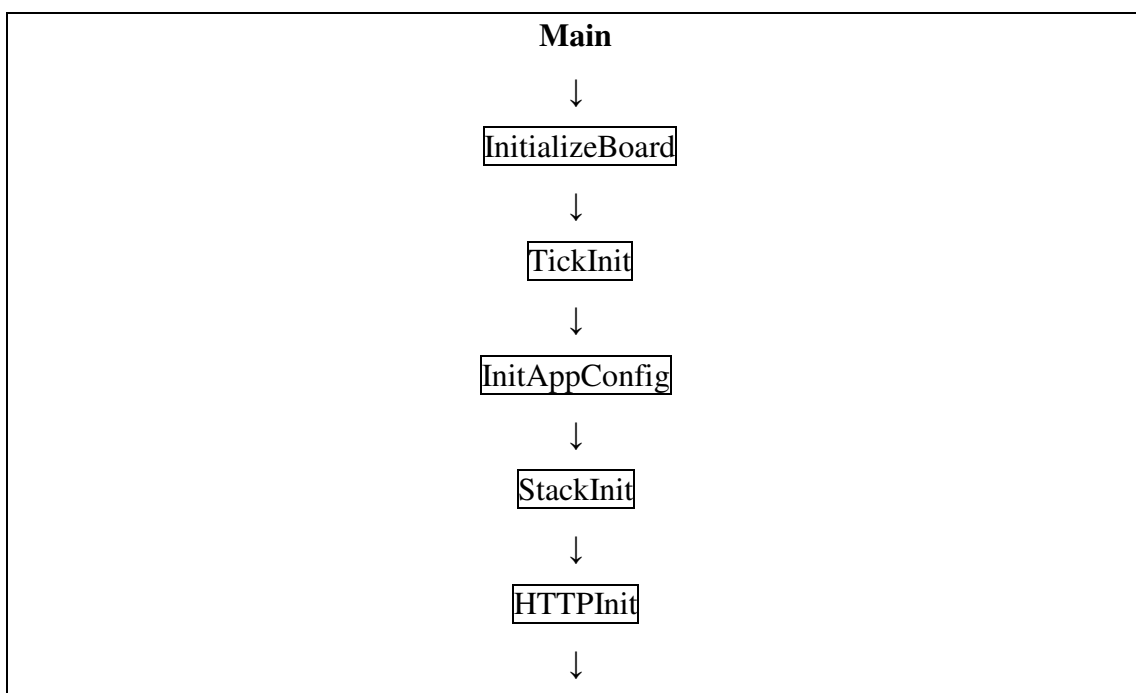 Main
↓
InitializeBoard
↓
TickInit
↓
InitAppConfig
↓
StackInit
↓
HTTPInit
↓